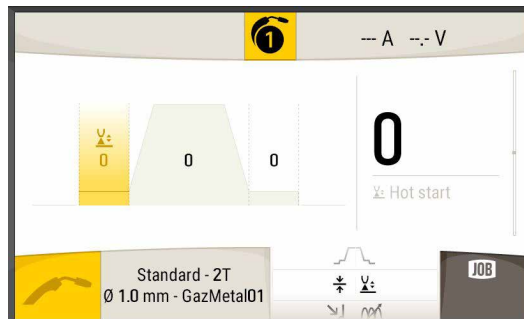 1
--- A --.- V
0
0
0
0
Hot start
Standard - 2T
Ø 1.0 mm - GazMetal01
JOB